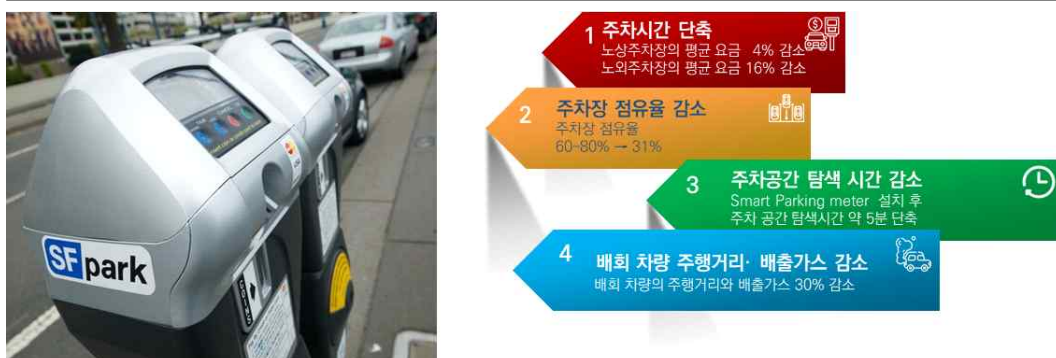 SFpark
1 주차시간 단축
노상주차장의 평균 요금 4% 감소
노외주차장의 평균 요금 16% 감소
2 주차장 점유율 감소
주차장 점유율
60-80% → 31%
3 주차공간 탐색 시간 감소
Smart Parking meter 설치 후
주차 공간 탐색시간 약 5분 단축
4 배회 차량 주행거리· 배출가스 감소
배회 차량의 주행거리와 배출가스 30% 감소